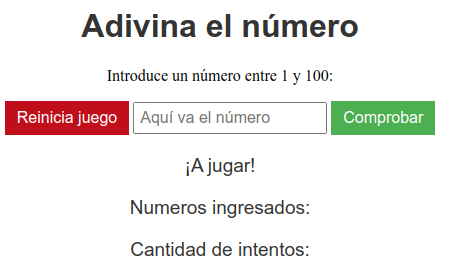 Adivina el número
Introduce un número entre 1 y 100:
Reinicia juego Aquí va el número Comprobar
¡A jugar!
Numeros ingresados:
Cantidad de intentos: